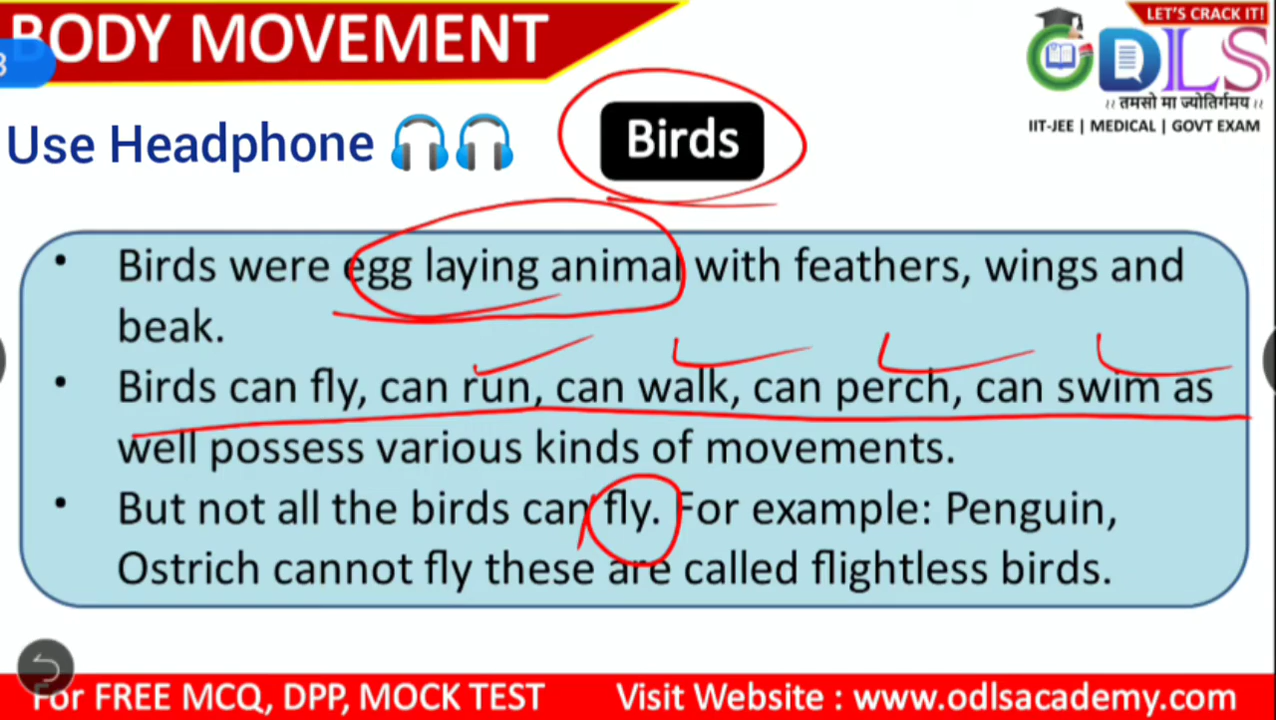 BODY MOVEMENT
LET'S CRACK IT!
DLS
।। तमसो मा ज्योतिर्गमय ।।
IIT-JEE | MEDICAL | GOVT EXAM
Use Headphone 🎧🎧
Birds
• Birds were egg laying animal with feathers, wings and
beak.
• Birds can fly, can run, can walk, can perch, can swim as
well possess various kinds of movements.
• But not all the birds can fly. For example: Penguin,
Ostrich cannot fly these are called flightless birds.
For FREE MCQ, DPP, MOCK TEST
Visit Website : www.odlsacademy.com